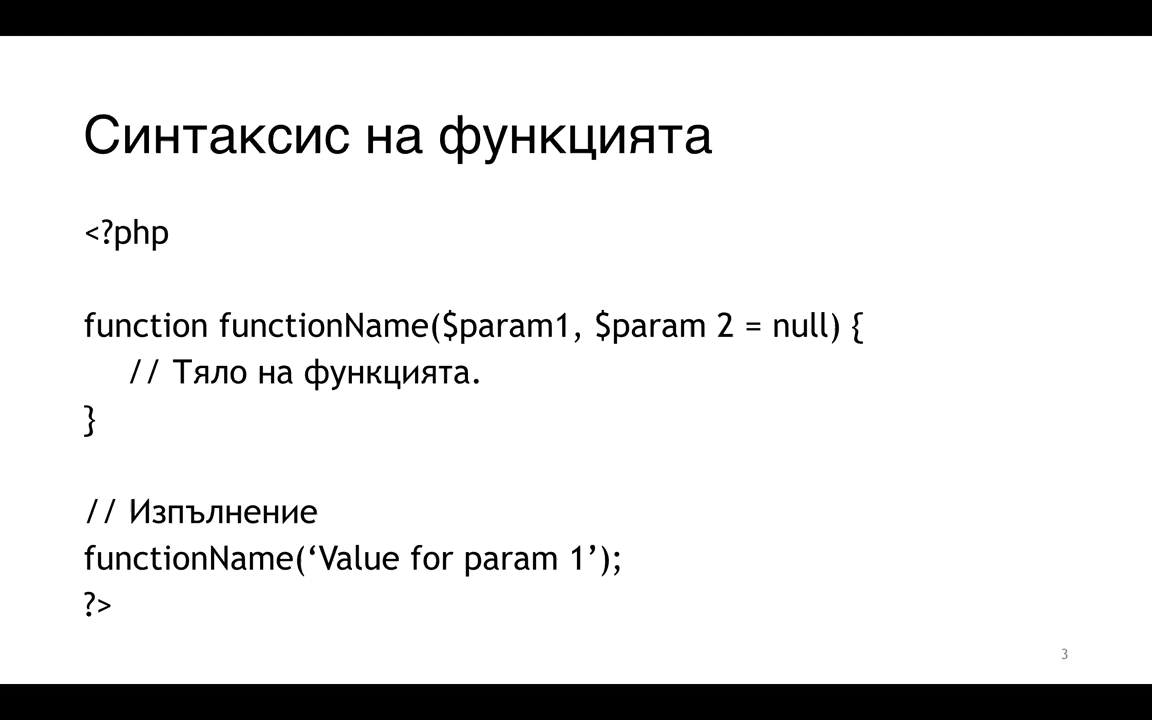 Синтаксис на функцията
<?php
function functionName($param1, $param 2 = null) {
// Тяло на функцията.
}
// Изпълнение
functionName(‘Value for param 1’);
?>
3